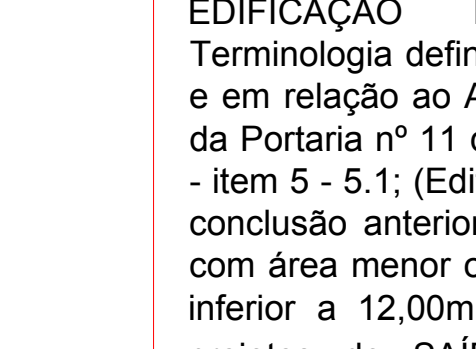 EDIFICAÇÃO
Terminologia defin
e em relação ao A
da Portaria nº 11
- item 5 - 5.1; (Edi
conclusão anterior
com área menor
inferior a 12,00m